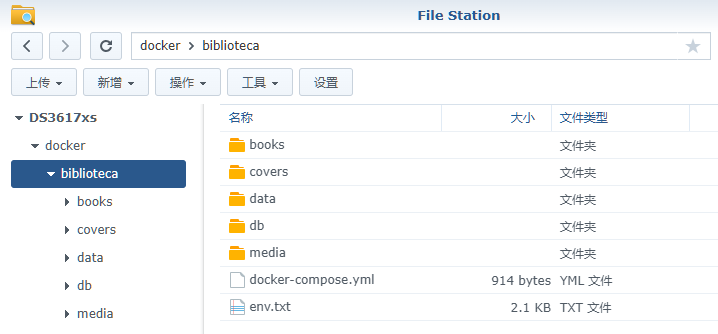 File Station
docker > biblioteca
上传 新增 操作 工具 设置
DS3617xs
docker
biblioteca
books
covers
data
db
media
名称 大小 文件类型
books 文件夹
covers 文件夹
data 文件夹
db 文件夹
media 文件夹
docker-compose.yml 914 bytes YML 文件
env.txt 2.1 KB TXT 文件